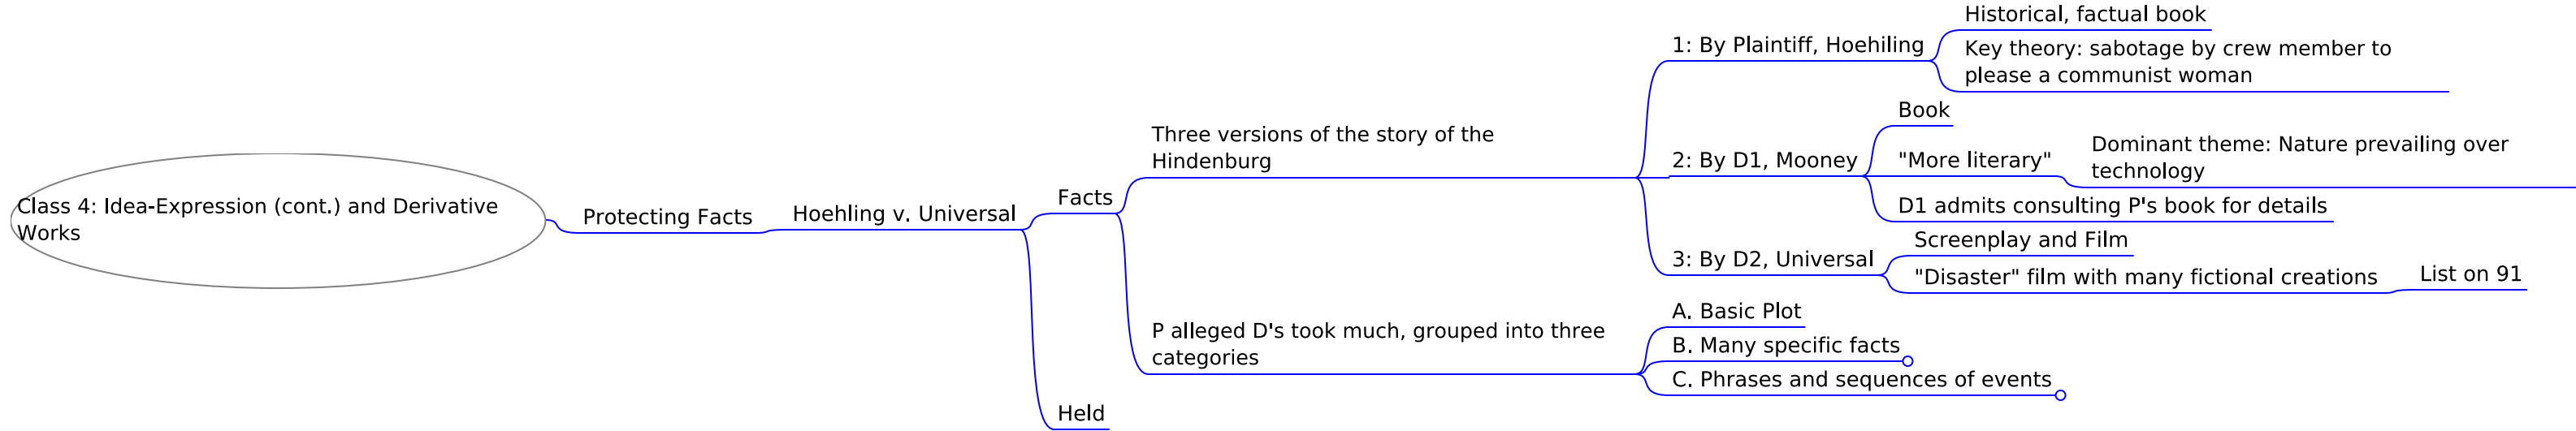 Class 4: Idea-Expression (cont.) and Derivative
Works
Protecting Facts
Hoehling v. Universal
Facts
Three versions of the story of the
Hindenburg
1: By Plaintiff, Hoehiling
Historical, factual book
Key theory: sabotage by crew member to
please a communist woman
2: By D1, Mooney
Book
"More literary"
Dominant theme: Nature prevailing over
technology
D1 admits consulting P's book for details
3: By D2, Universal
Screenplay and Film
"Disaster" film with many fictional creations
List on 91
P alleged D's took much, grouped into three
categories
A. Basic Plot
B. Many specific facts
C. Phrases and sequences of events
Held